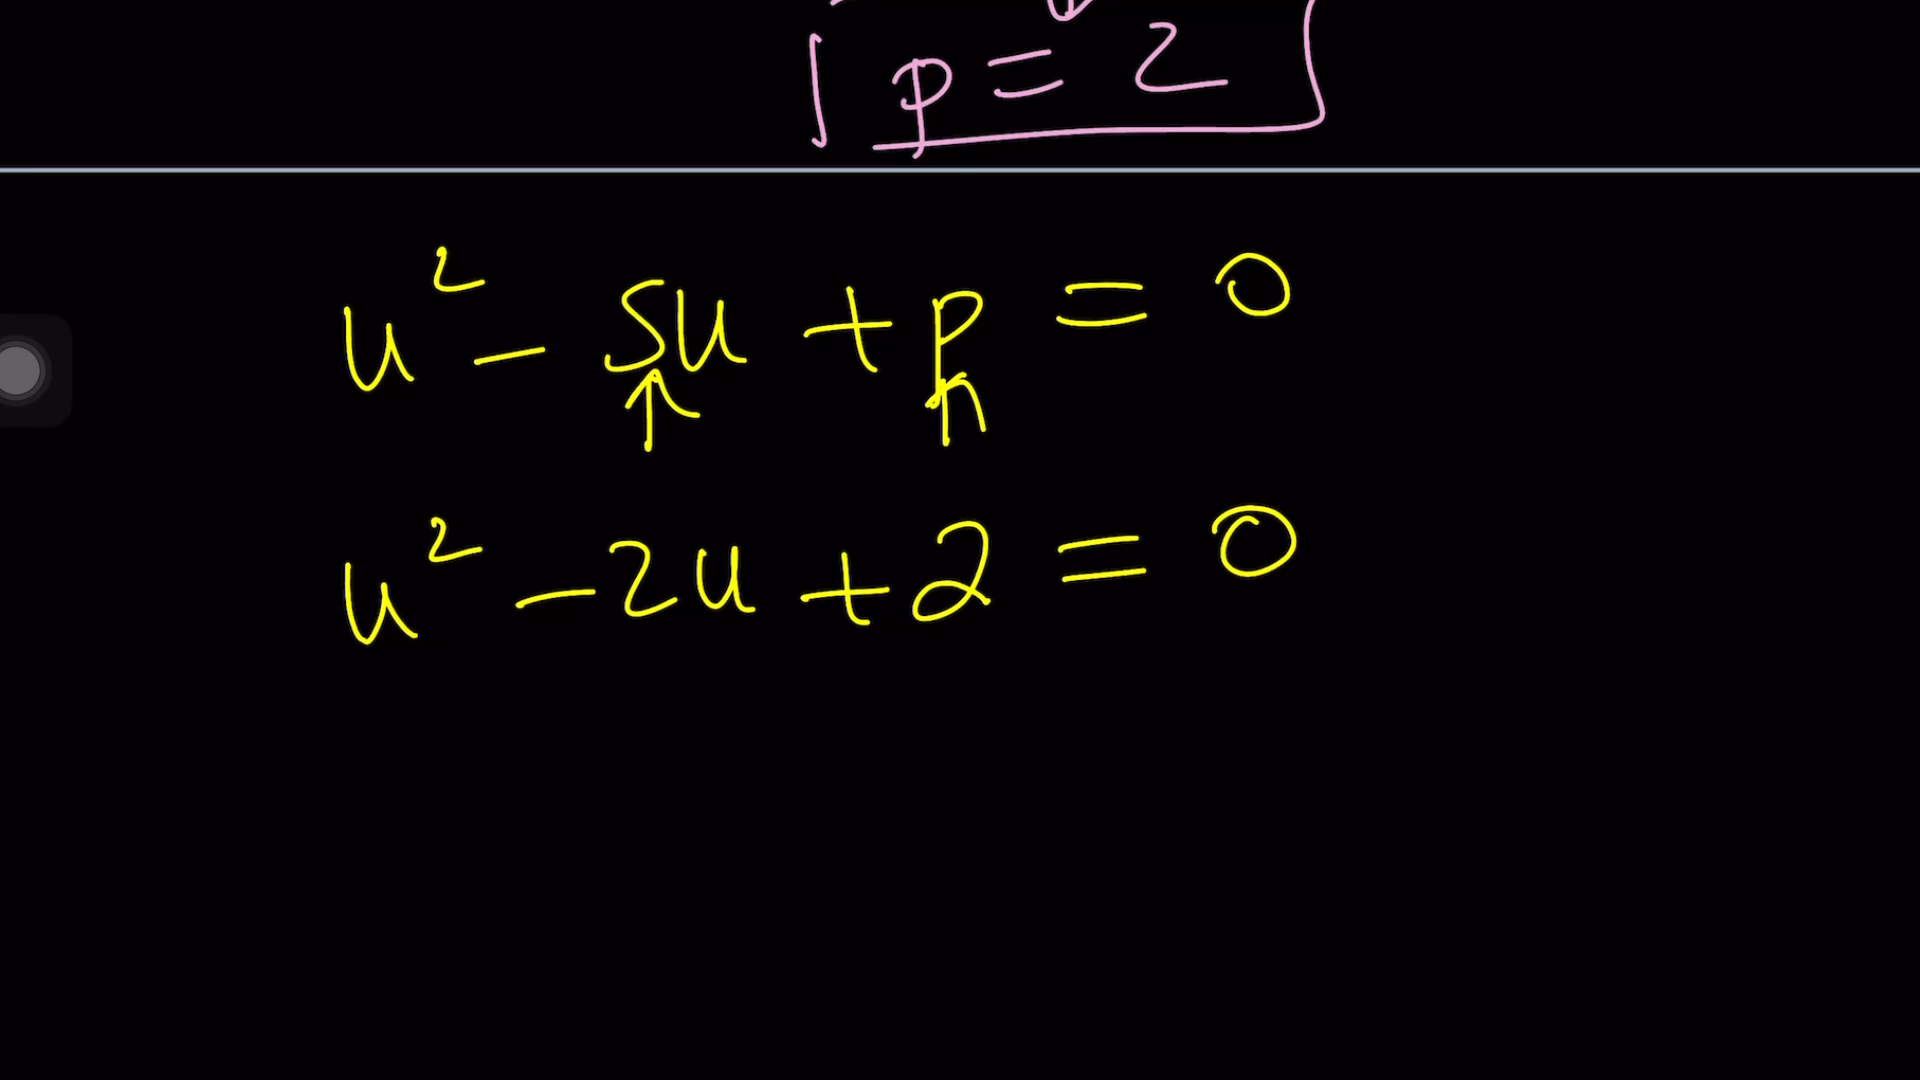 p = 2
u² - su + p = 0
u² - 2u + 2 = 0